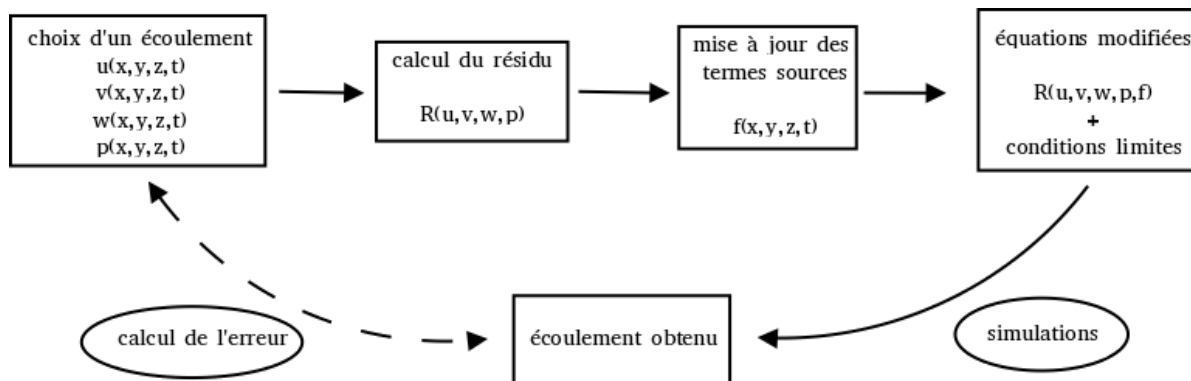 choix d'un écoulement
u(x,y,z,t)
v(x,y,z,t)
w(x,y,z,t)
p(x,y,z,t)
calcul du résidu
R(u,v,w,p)
mise à jour des
termes sources
f(x,y,z,t)
équations modifiées
R(u,v,w,p,f)
+
conditions limites
calcul de l'erreur
écoulement obtenu
simulations